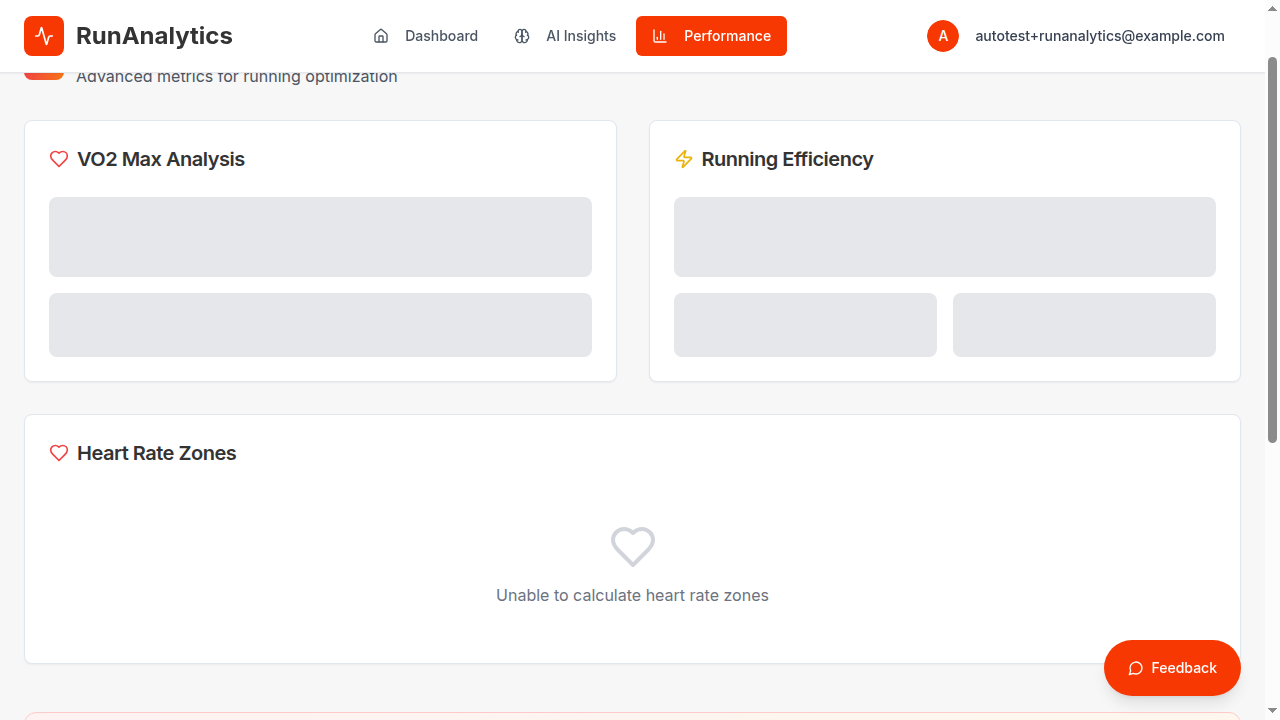 RunAnalytics
Dashboard
AI Insights
Performance
A
autotest+runanalytics@example.com
Advanced metrics for running optimization
VO2 Max Analysis
Running Efficiency
Heart Rate Zones
Unable to calculate heart rate zones
Feedback